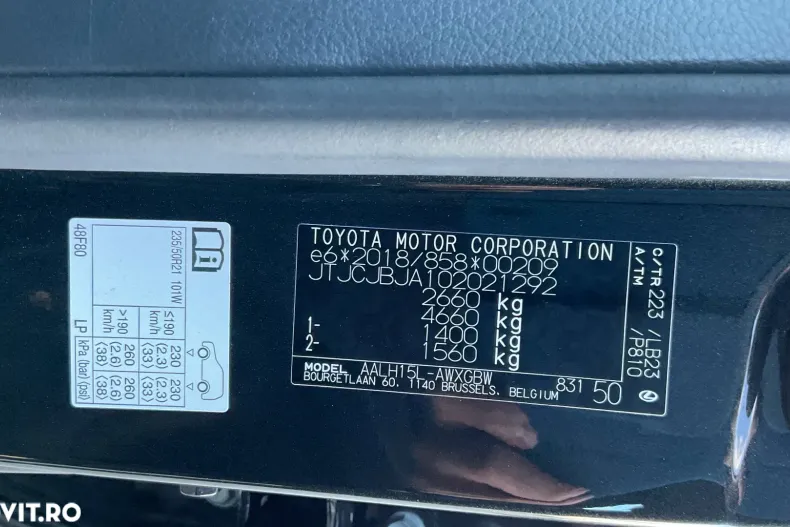 48F80
235/50R21 101W
≤190 km/h 230 (2.3) ⟨33⟩ 230 (2.3) ⟨33⟩
>190 km/h 260 (2.6) ⟨38⟩ 260 (2.6) ⟨38⟩
LP kPa (bar) ⟨psi⟩
TOYOTA MOTOR CORPORATION
e6*2018/858*00209
JTJCJBJA102021292
2660 kg
4660 kg
1- 1400 kg
2- 1560 kg
MODEL AALH15L-AWXGBW
BOURGETLAAN 60, 1140 BRUSSELS, BELGIUM
831 50
C/TR 223 /LB23
A/TM /P810
VIT.RO